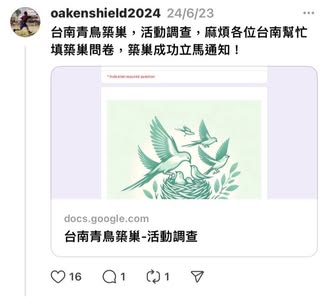 oakenshield2024 24/6/23
台南青鳥築巢，活動調查，麻煩各位台南幫忙
填築巢問卷，築巢成功立馬通知！
* Indicates required question
docs.google.com
台南青鳥築巢-活動調查
16 1 1